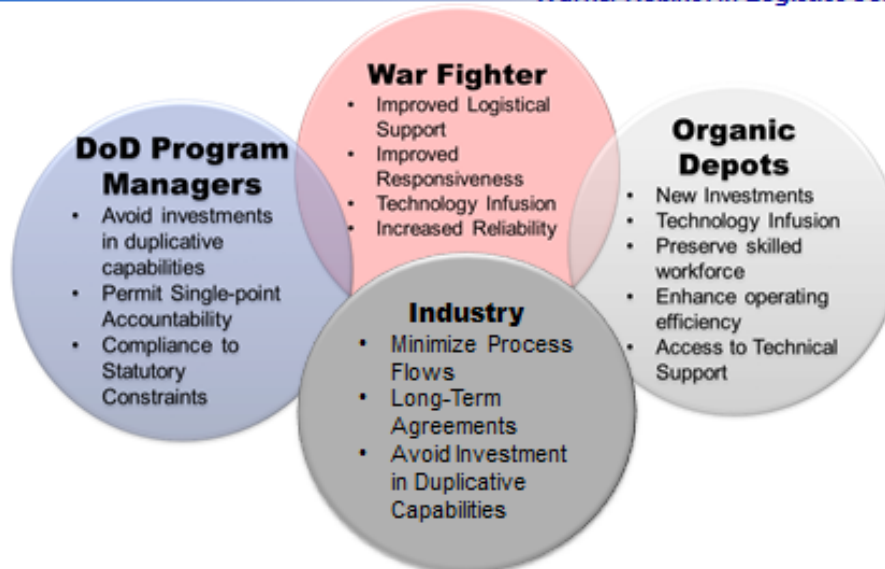 War Fighter
• Improved Logistical
Support
• Improved
Responsiveness
• Technology Infusion
• Increased Reliability
DoD Program
Managers
• Avoid investments
in duplicative
capabilities
• Permit Single-point
Accountability
• Compliance to
Statutory
Constraints
Organic
Depots
• New Investments
• Technology Infusion
• Preserve skilled
workforce
• Enhance operating
efficiency
• Access to Technical
Support
Industry
• Minimize Process
Flows
• Long-Term
Agreements
• Avoid Investment
in Duplicative
Capabilities